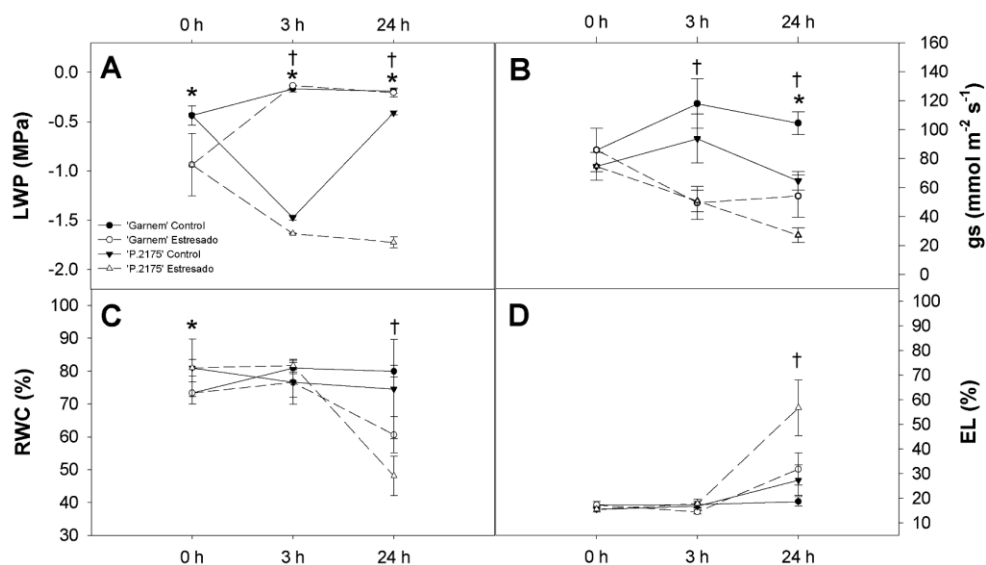 0 h 3 h 24 h 0 h 3 h 24 h
A B
C D
LWP (MPa)
0.0
-0.5
-1.0
-1.5
-2.0
* † * † *
'Garnem' Control
'Garnem' Estresado
'P.2175' Control
'P.2175' Estresado
† † *
160
140
120
100
80
60
40
20
0
gs (mmol m⁻² s⁻¹)
RWC (%)
100
90
80
70
60
50
40
30
* †
†
100
90
80
70
60
50
40
30
20
10
EL (%)
0 h 3 h 24 h 0 h 3 h 24 h